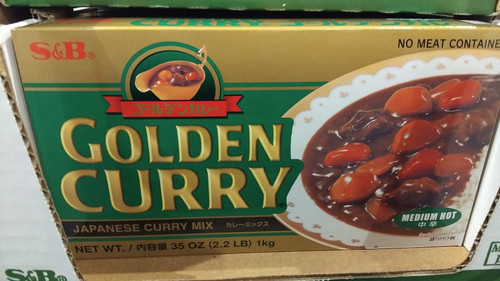 S&B®
NO MEAT CONTAINE
ゴールデンカレー
GOLDEN
CURRY
JAPANESE CURRY MIX カレーミックス
MEDIUM HOT
中辛
NET WT. / 内容量 35 OZ (2.2 LB) 1kg
S&B